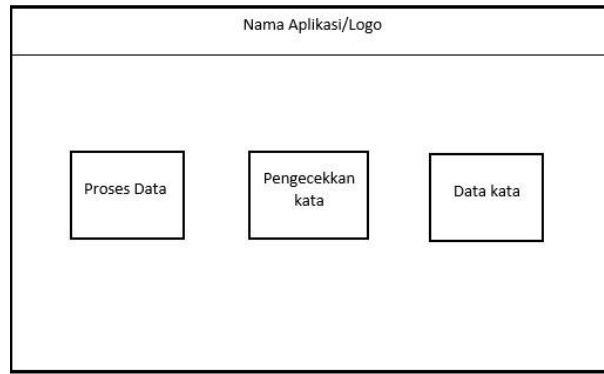 Nama Aplikasi/Logo
Proses Data
Pengecekkan
kata
Data kata